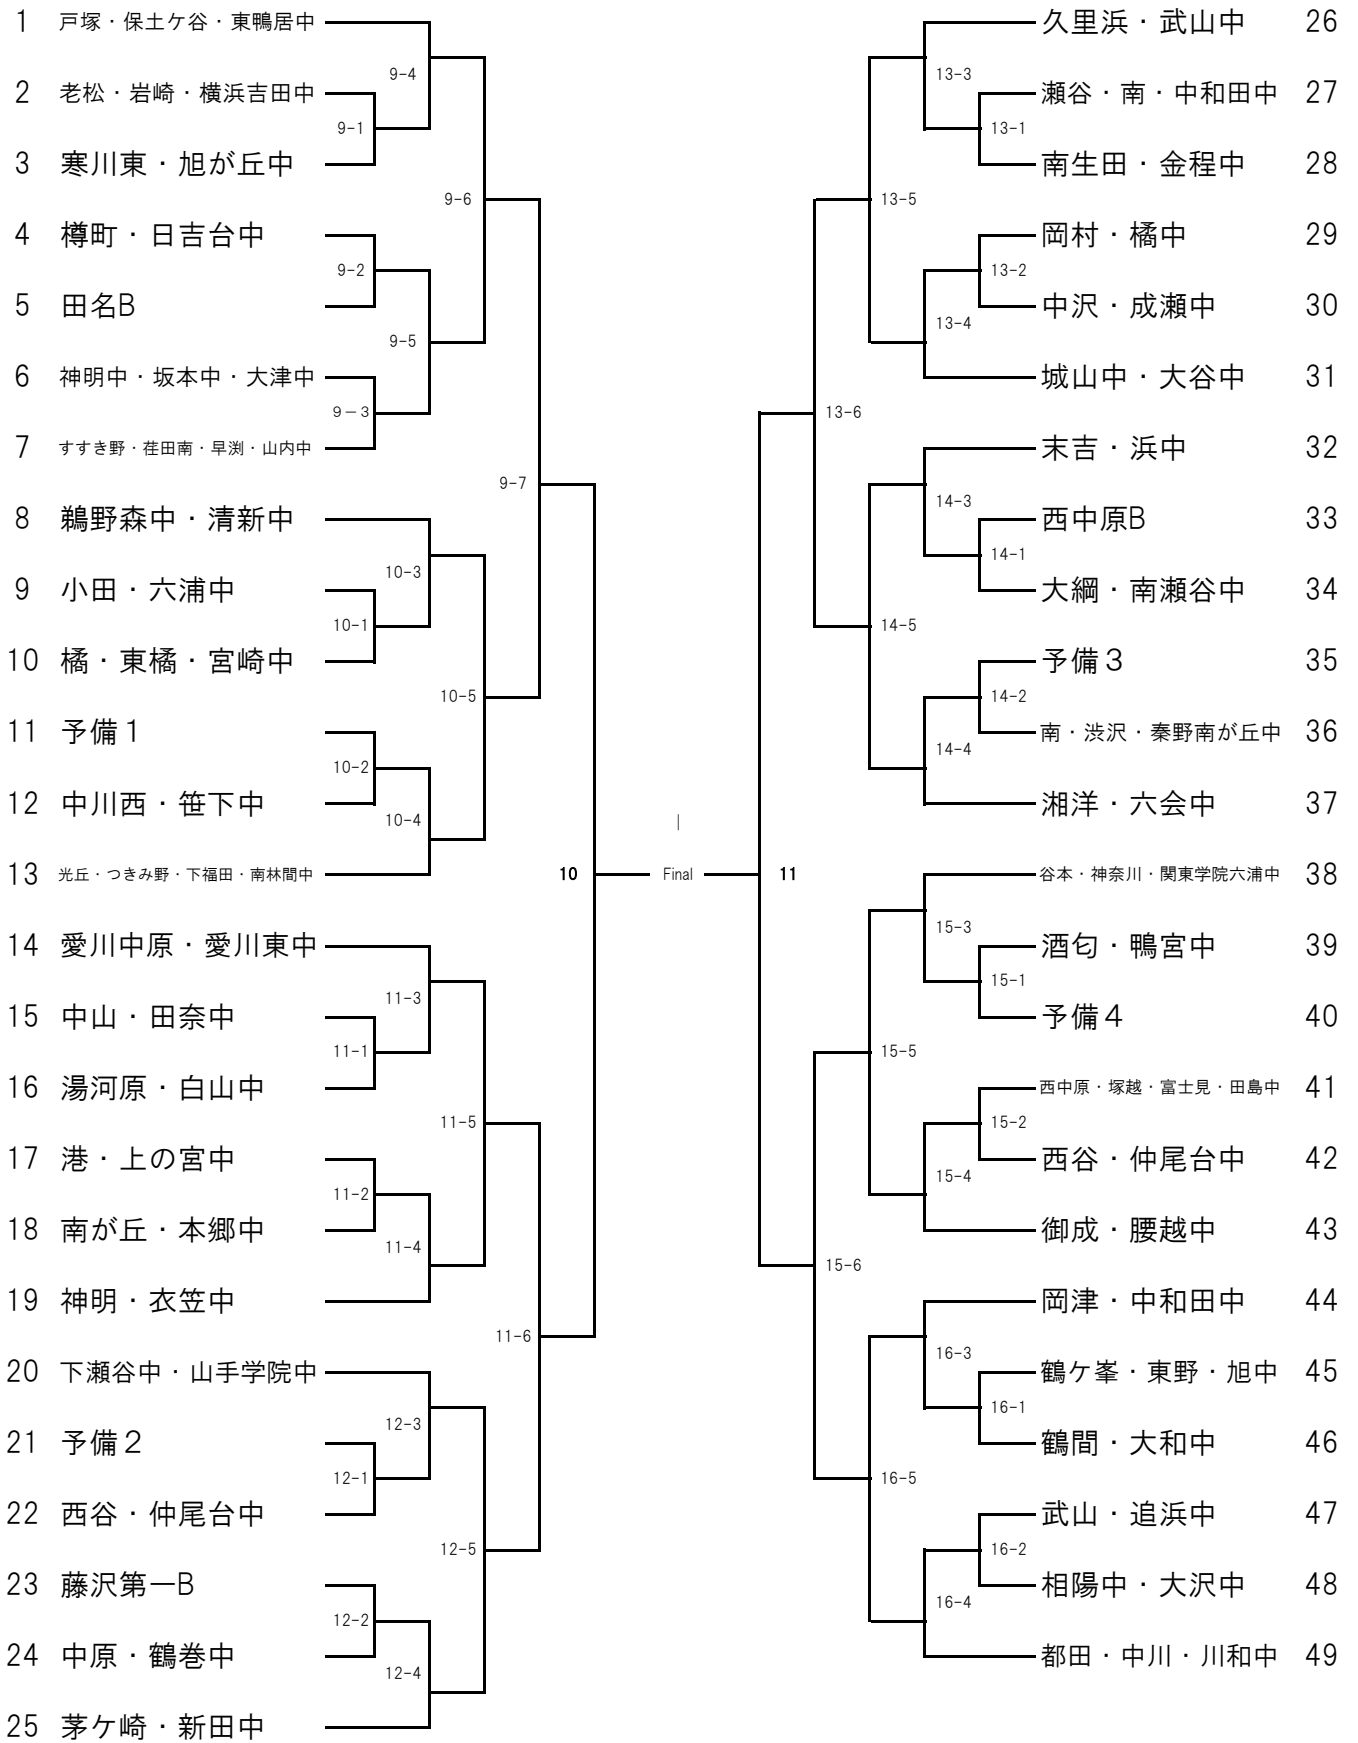 1 戸塚・保土ケ谷・東鴨居中
2 老松・岩崎・横浜吉田中
3 寒川東・旭が丘中
4 樽町・日吉台中
5 田名B
6 神明中・坂本中・大津中
7 すすき野・荏田南・早渕・山内中
8 鵜野森中・清新中
9 小田・六浦中
10 橘・東橘・宮崎中
11 予備１
12 中川西・笹下中
13 光丘・つきみ野・下福田・南林間中
14 愛川中原・愛川東中
15 中山・田奈中
16 湯河原・白山中
17 港・上の宮中
18 南が丘・本郷中
19 神明・衣笠中
20 下瀬谷中・山手学院中
21 予備２
22 西谷・仲尾台中
23 藤沢第一B
24 中原・鶴巻中
25 茅ケ崎・新田中
9-4
9-1
9-6
9-2
9-5
9－3
9-7
10-3
10-1
10-5
10-2
10-4
10
11-3
11-1
11-5
11-2
11-4
11-6
12-3
12-1
12-5
12-2
12-4
Final
11
13-3
13-1
13-5
13-2
13-4
13-6
14-3
14-1
14-5
14-2
14-4
15-3
15-1
15-5
15-2
15-4
15-6
16-3
16-1
16-5
16-2
16-4
久里浜・武山中 26
瀬谷・南・中和田中 27
南生田・金程中 28
岡村・橘中 29
中沢・成瀬中 30
城山中・大谷中 31
末吉・浜中 32
西中原B 33
大綱・南瀬谷中 34
予備３ 35
南・渋沢・秦野南が丘中 36
湘洋・六会中 37
谷本・神奈川・関東学院六浦中 38
酒匂・鴨宮中 39
予備４ 40
西中原・塚越・富士見・田島中 41
西谷・仲尾台中 42
御成・腰越中 43
岡津・中和田中 44
鶴ケ峯・東野・旭中 45
鶴間・大和中 46
武山・追浜中 47
相陽中・大沢中 48
都田・中川・川和中 49